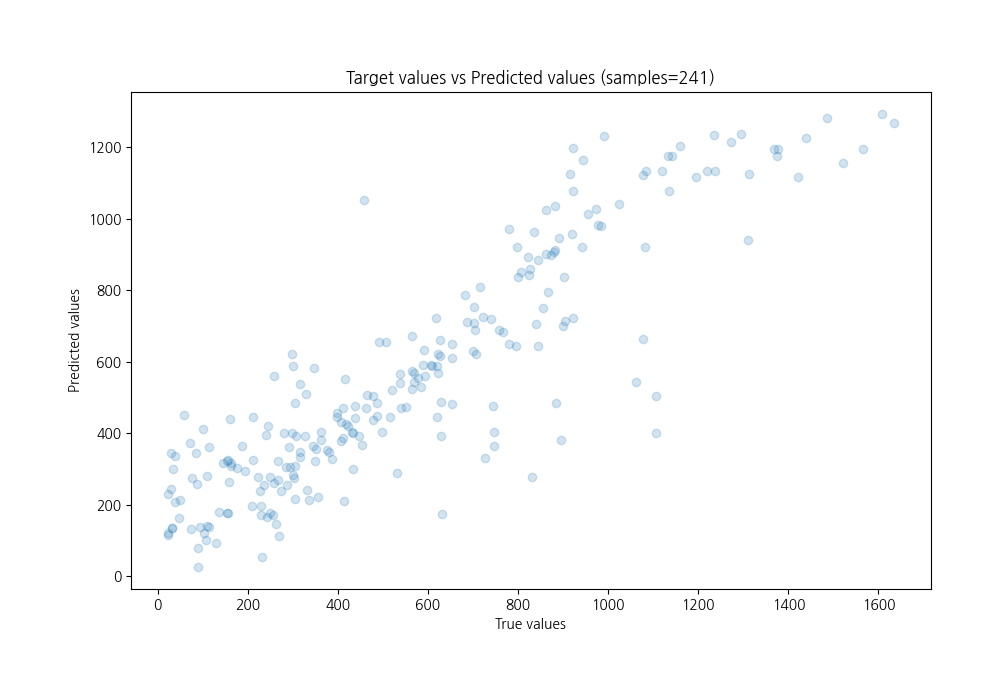 Target values vs Predicted values (samples=241)
Predicted values
1200
1000
800
600
400
200
0
0 200 400 600 800 1000 1200 1400 1600
True values